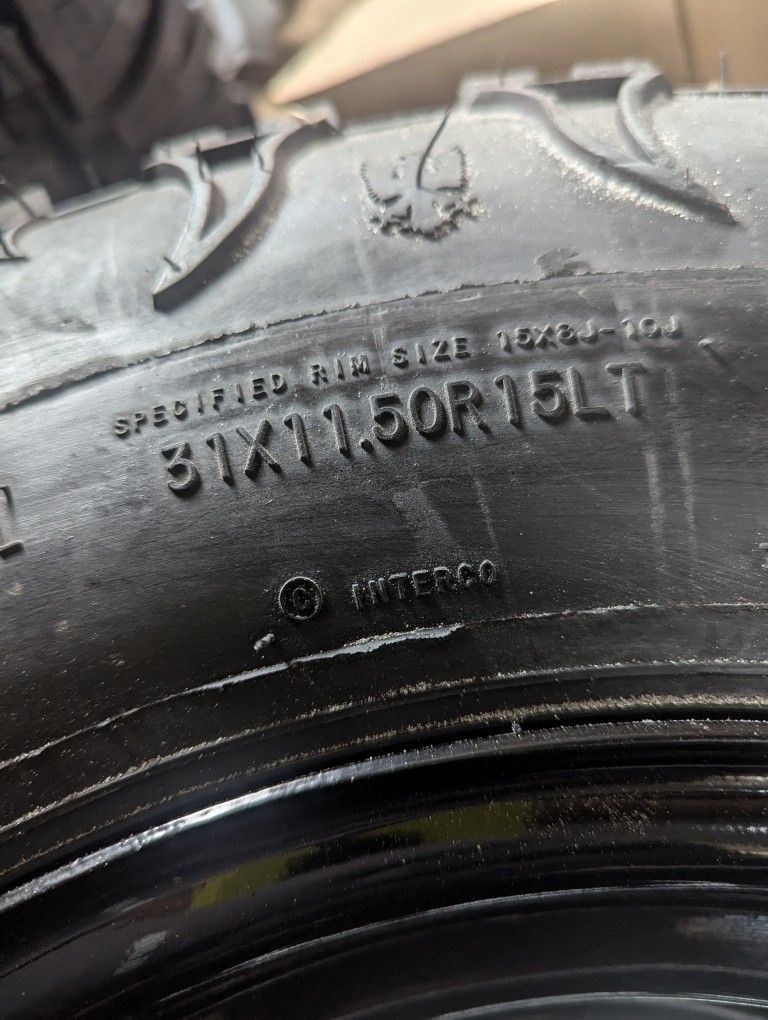 SPECIFIED RIM SIZE 15X8J-10J
31X11.50R15LT
© INTERCO